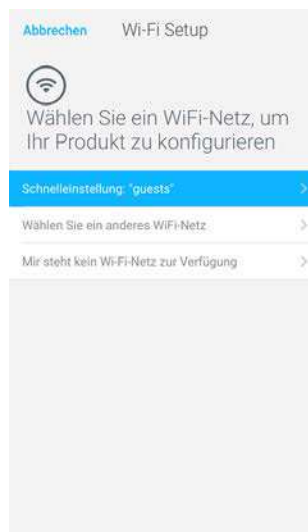 Abbrechen Wi-Fi Setup
Wählen Sie ein WiFi-Netz, um
Ihr Produkt zu konfigurieren
Schnelleinstellung: "guests"
Wählen Sie ein anderes WiFi-Netz
Mir steht kein Wi-Fi-Netz zur Verfügung